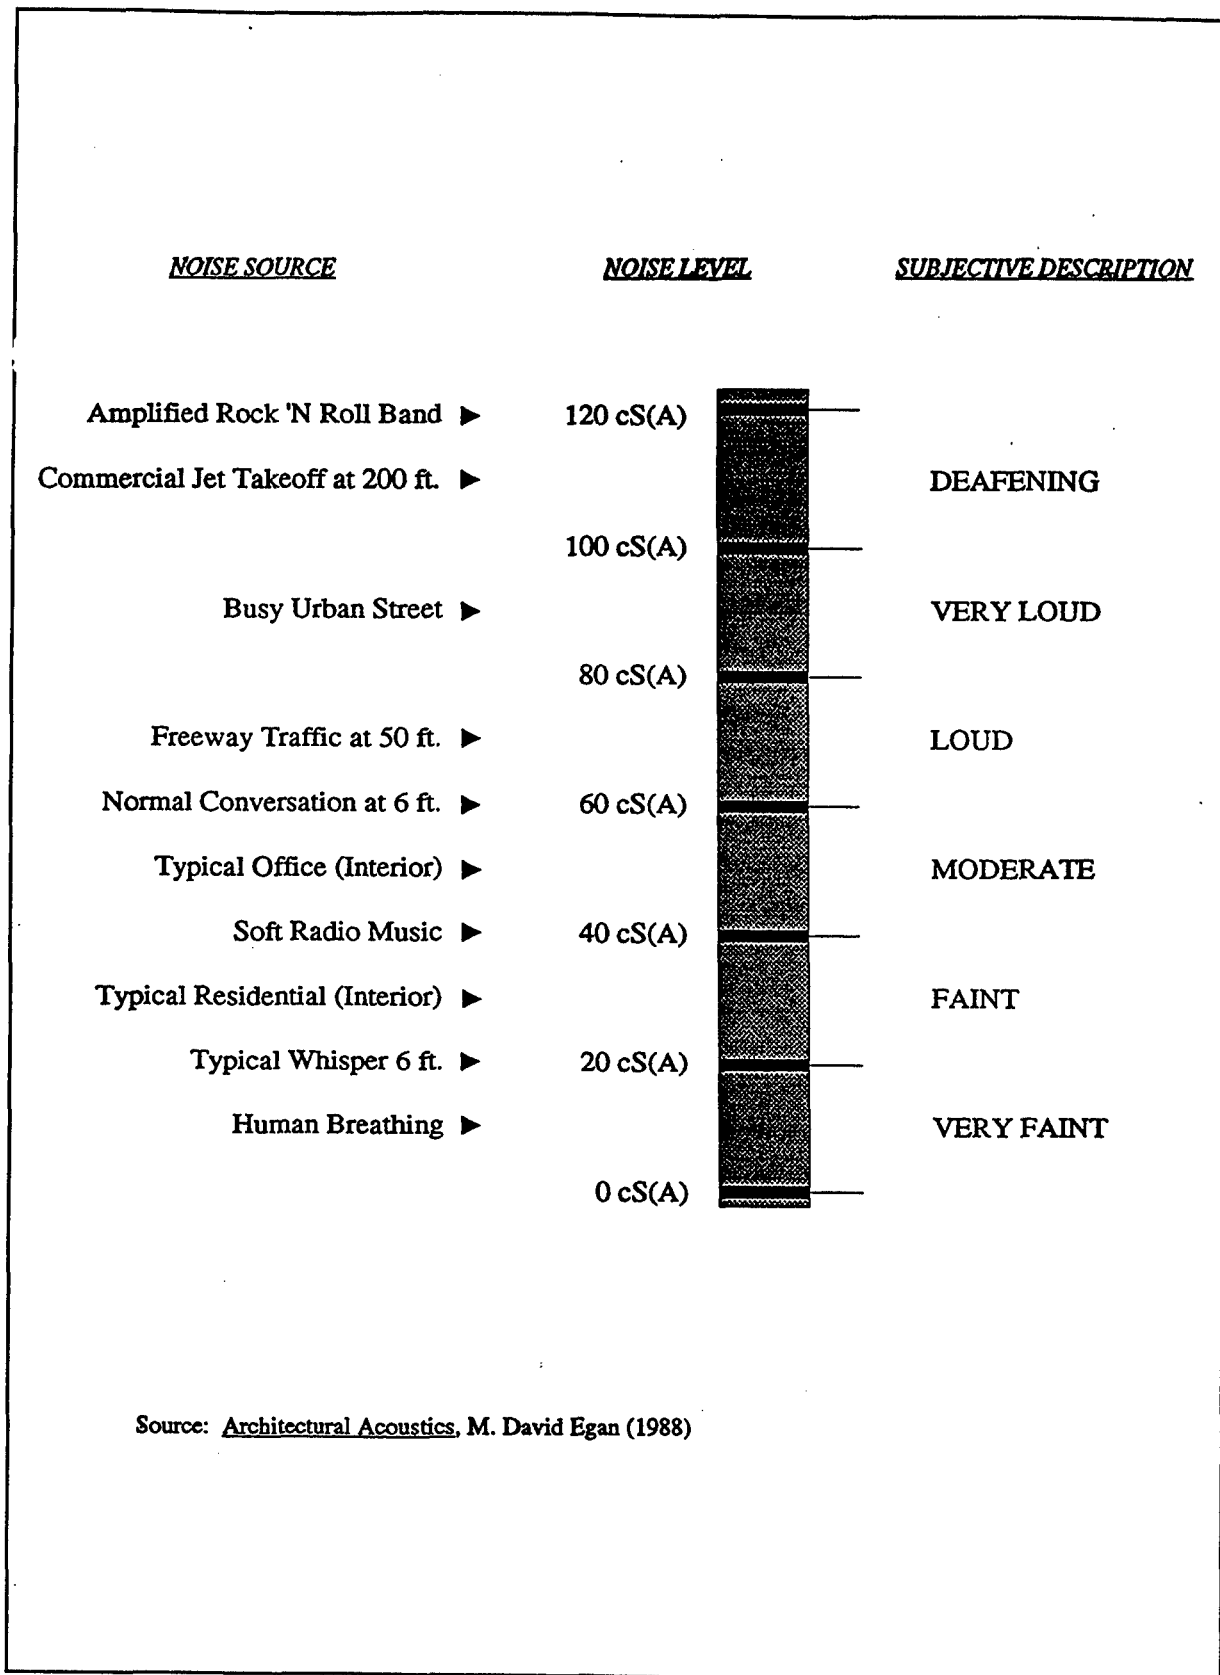 NOISE SOURCE NOISE LEVEL SUBJECTIVE DESCRIPTION
Amplified Rock 'N Roll Band ► 120 cS(A)
Commercial Jet Takeoff at 200 ft. ► DEAFENING
100 cS(A)
Busy Urban Street ► VERY LOUD
80 cS(A)
Freeway Traffic at 50 ft. ► LOUD
Normal Conversation at 6 ft. ► 60 cS(A)
Typical Office (Interior) ► MODERATE
Soft Radio Music ► 40 cS(A)
Typical Residential (Interior) ► FAINT
Typical Whisper 6 ft. ► 20 cS(A)
Human Breathing ► VERY FAINT
0 cS(A)
Source: Architectural Acoustics, M. David Egan (1988)